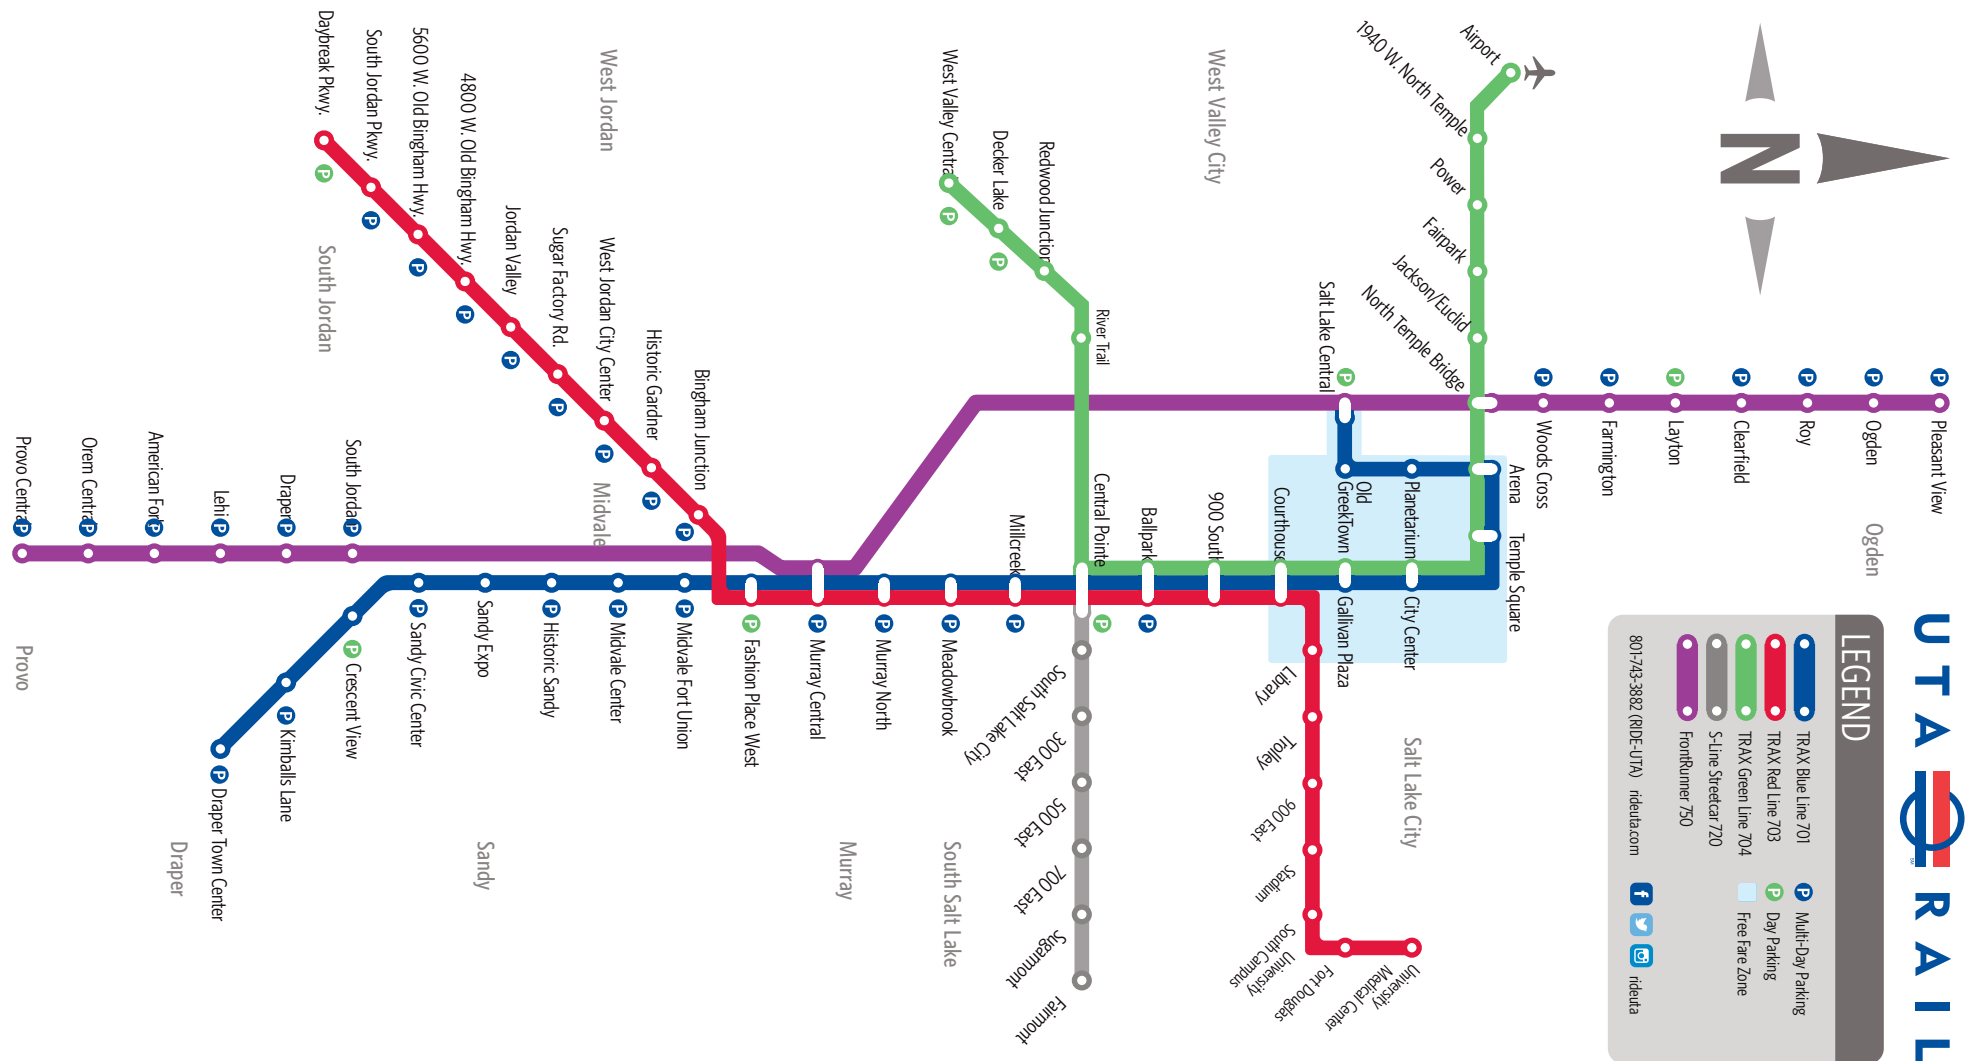 UTA RAIL
LEGEND
TRAX Blue Line 701
TRAX Red Line 703
TRAX Green Line 704
S-Line Streetcar 720
FrontRunner 750
P Multi-Day Parking
P Day Parking
Free Fare Zone
801-743-3882 (RIDE-UTA) rideuta.com
rideuta
N
Pleasant View
Ogden
Roy
Clearfield
Layton
Farmington
Woods Cross
Ogden
Airport
1940 W. North Temple
Power
Fairpark
Jackson/Euclid
North Temple Bridge
Arena
Temple Square
Salt Lake Central
Old
GreekTown
Planetarium
City Center
Gallivan Plaza
Courthouse
900 South
Ballpark
Central Pointe
Library
Trolley
900 East
Stadium
University
South Campus
Fort Douglas
University
Medical Center
Salt Lake City
West Valley City
River Trail
Redwood Junction
Decker Lake
West Valley Central
South Salt Lake City
300 East
500 East
700 East
Sugarmont
Fairmont
South Salt Lake
Millcreek
Meadowbrook
Murray North
Murray Central
Fashion Place West
Murray
Bingham Junction
Historic Gardner
West Jordan City Center
Sugar Factory Rd.
Jordan Valley
4800 W. Old Bingham Hwy.
5600 W. Old Bingham Hwy.
South Jordan Pkwy.
Daybreak Pkwy.
West Jordan
Midvale
South Jordan
Midvale Fort Union
Midvale Center
Historic Sandy
Sandy Expo
Sandy Civic Center
Crescent View
Kimballs Lane
Draper Town Center
Sandy
Draper
South Jordan
Draper
Lehi
American Fork
Orem Central
Provo Central
Provo